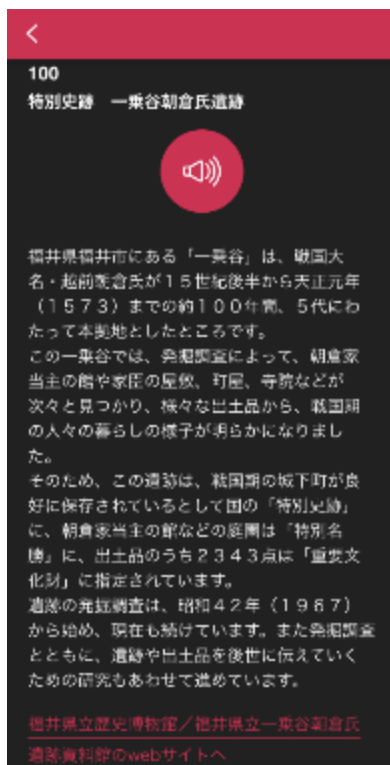 100
特別史跡　一乗谷朝倉氏遺跡
福井県福井市にある「一乗谷」は、戦国大
名・越前朝倉氏が１５世紀後半から天正元年
（１５７３）までの約１００年間、５代にわ
たって本拠地としたところです。
この一乗谷では、発掘調査によって、朝倉家
当主の館や家臣の屋敷、町屋、寺院などが
次々と見つかり、様々な出土品から、戦国期
の人々の暮らしの様子が明らかになりまし
た。
そのため、この遺跡は、戦国期の城下町が良
好に保存されているとして国の「特別史跡」
に、朝倉家当主の館などの庭園は「特別名
勝」に、出土品のうち２３４３点は「重要文
化財」に指定されています。
遺跡の発掘調査は、昭和４２年（１９６７）
から始め、現在も続けています。また発掘調査
とともに、遺跡や出土品を後世に伝えていく
ための研究もあわせて進めています。
福井県立歴史博物館／福井県立一乗谷朝倉氏
遺跡資料館のwebサイトへ